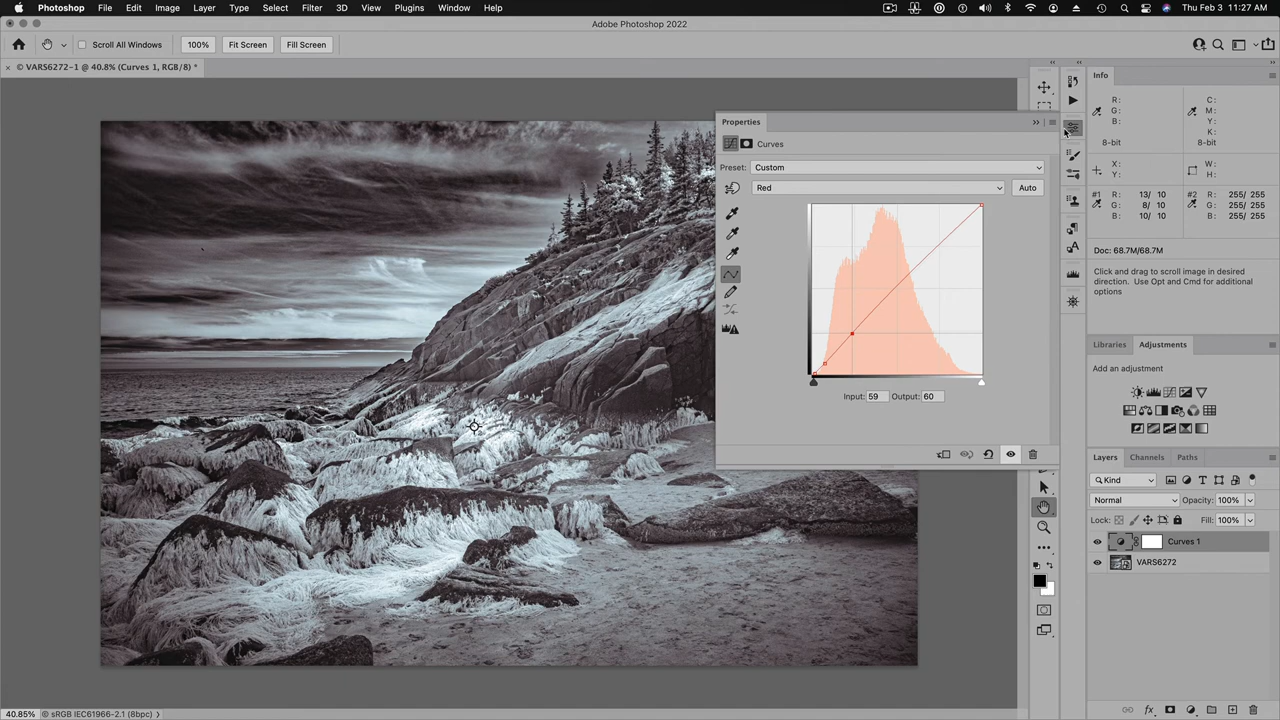 Photoshop File Edit Image Layer Type Select Filter 3D View Plugins Window Help Thu Feb 3 11:27 AM
Adobe Photoshop 2022
Scroll All Windows 100% Fit Screen Fill Screen
× © VARS6272-1 @ 40.8% (Curves 1, RGB/8) *
Properties
Curves
Preset: Custom
Red Auto
Input: 59 Output: 60
Info
R: C:
G: M:
B: Y:
K:
8-bit 8-bit
X: W:
Y: H:
#1 R: 13/ 10 #2 R: 255/ 255
G: 8/ 10 G: 255/ 255
B: 10/ 10 B: 255/ 255
Doc: 68.7M/68.7M
Click and drag to scroll image in desired
direction. Use Opt and Cmd for additional
options
Libraries Adjustments
Add an adjustment
Layers Channels Paths
Kind
Normal Opacity: 100%
Lock: Fill: 100%
Curves 1
VARS6272
40.85% © sRGB IEC61966-2.1 (8bpc)